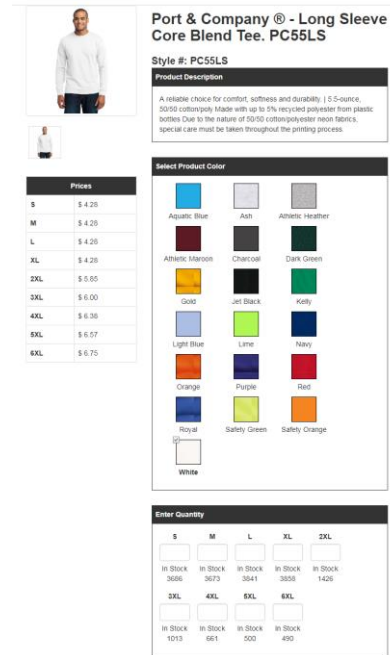 Port & Company ® - Long Sleeve
Core Blend Tee. PC55LS
Style #: PC55LS
Product Description
A reliable choice for comfort, softness and durability. | 5.5-ounce,
50/50 cotton/poly Made with up to 5% recycled polyester from plastic
bottles Due to the nature of 50/50 cotton/polyester neon fabrics,
special care must be taken throughout the printing process.
Prices
S $ 4.28
M $ 4.28
L $ 4.28
XL $ 4.28
2XL $ 5.85
3XL $ 6.00
4XL $ 6.38
5XL $ 6.57
6XL $ 6.75
Select Product Color
Aquatic Blue Ash Athletic Heather
Athletic Maroon Charcoal Dark Green
Gold Jet Black Kelly
Light Blue Lime Navy
Orange Purple Red
Royal Safety Green Safety Orange
White
Enter Quantity
S M L XL 2XL
In Stock In Stock In Stock In Stock In Stock
3686 3673 3841 3858 1426
3XL 4XL 5XL 6XL
In Stock In Stock In Stock In Stock
1013 661 500 490